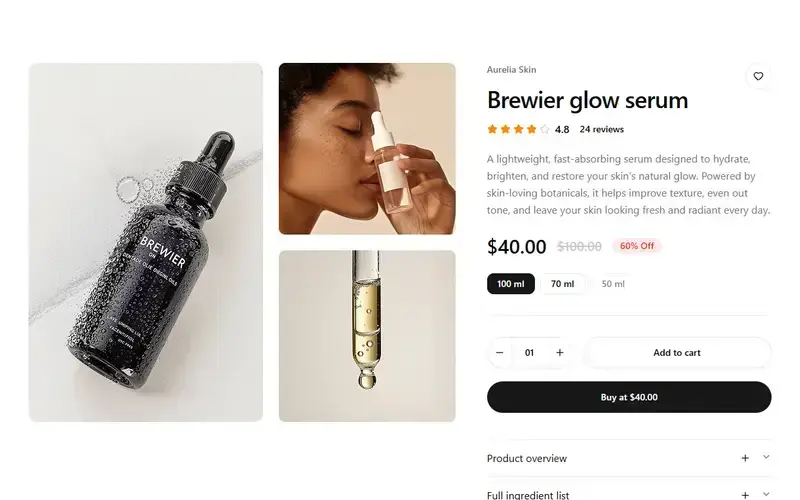 Aurelia Skin
Brewier glow serum
4.8 24 reviews
A lightweight, fast-absorbing serum designed to hydrate,
brighten, and restore your skin's natural glow. Powered by
skin-loving botanicals, it helps improve texture, even out
tone, and leave your skin looking fresh and radiant every day.
$40.00 $100.00 60% Off
100 ml 70 ml 50 ml
− 01 + Add to cart
Buy at $40.00
Product overview +
Full ingredient list +
BREWIER